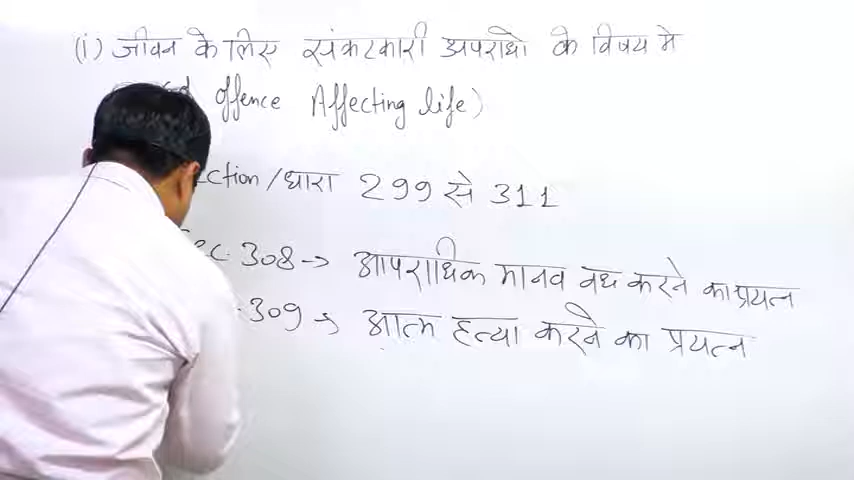 (i) जीवन के लिए संकटकारी अपराधो के विषय मे
offence Affecting life)
ction/धारा 299 से 311
308→ आपराधिक मानव वध करने का प्रयत्न
309→ आत्म हत्या करने का प्रयत्न